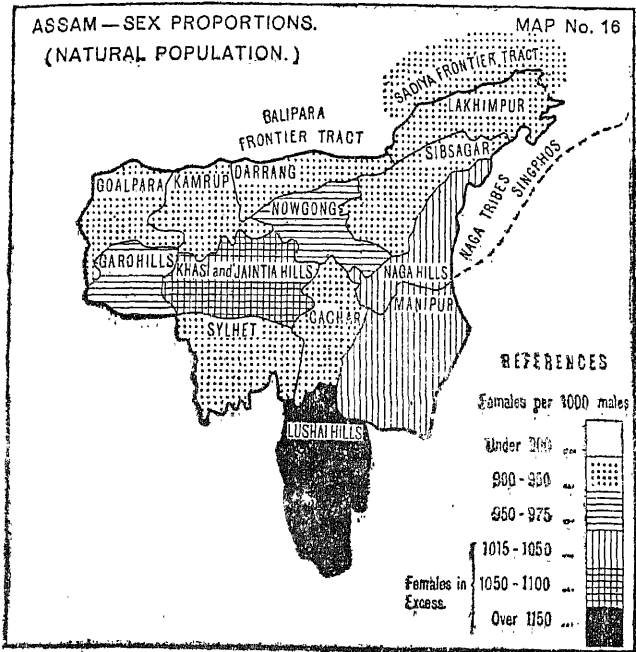 ASSAM—SEX PROPORTIONS.
(NATURAL POPULATION.)
MAP No. 16
SADIYA FRONTIER TRACT
LAKHIMPUR
BALIPARA
FRONTIER TRACT
SIBSAGAR
GOALPARA
KAMRUP
DARRANG
NOWGONG
NAGA TRIBES
SINGPHOS
GARO HILLS
KHASI and JAINTIA HILLS
NAGA HILLS
MANIPUR
CACHAR
SYLHET
LUSHAI HILLS
REFERENCES
Females per 1000 males
Under
900 - 950
950 - 975
1015 - 1050
Females in
Excess.
1050 - 1100
Over 1150